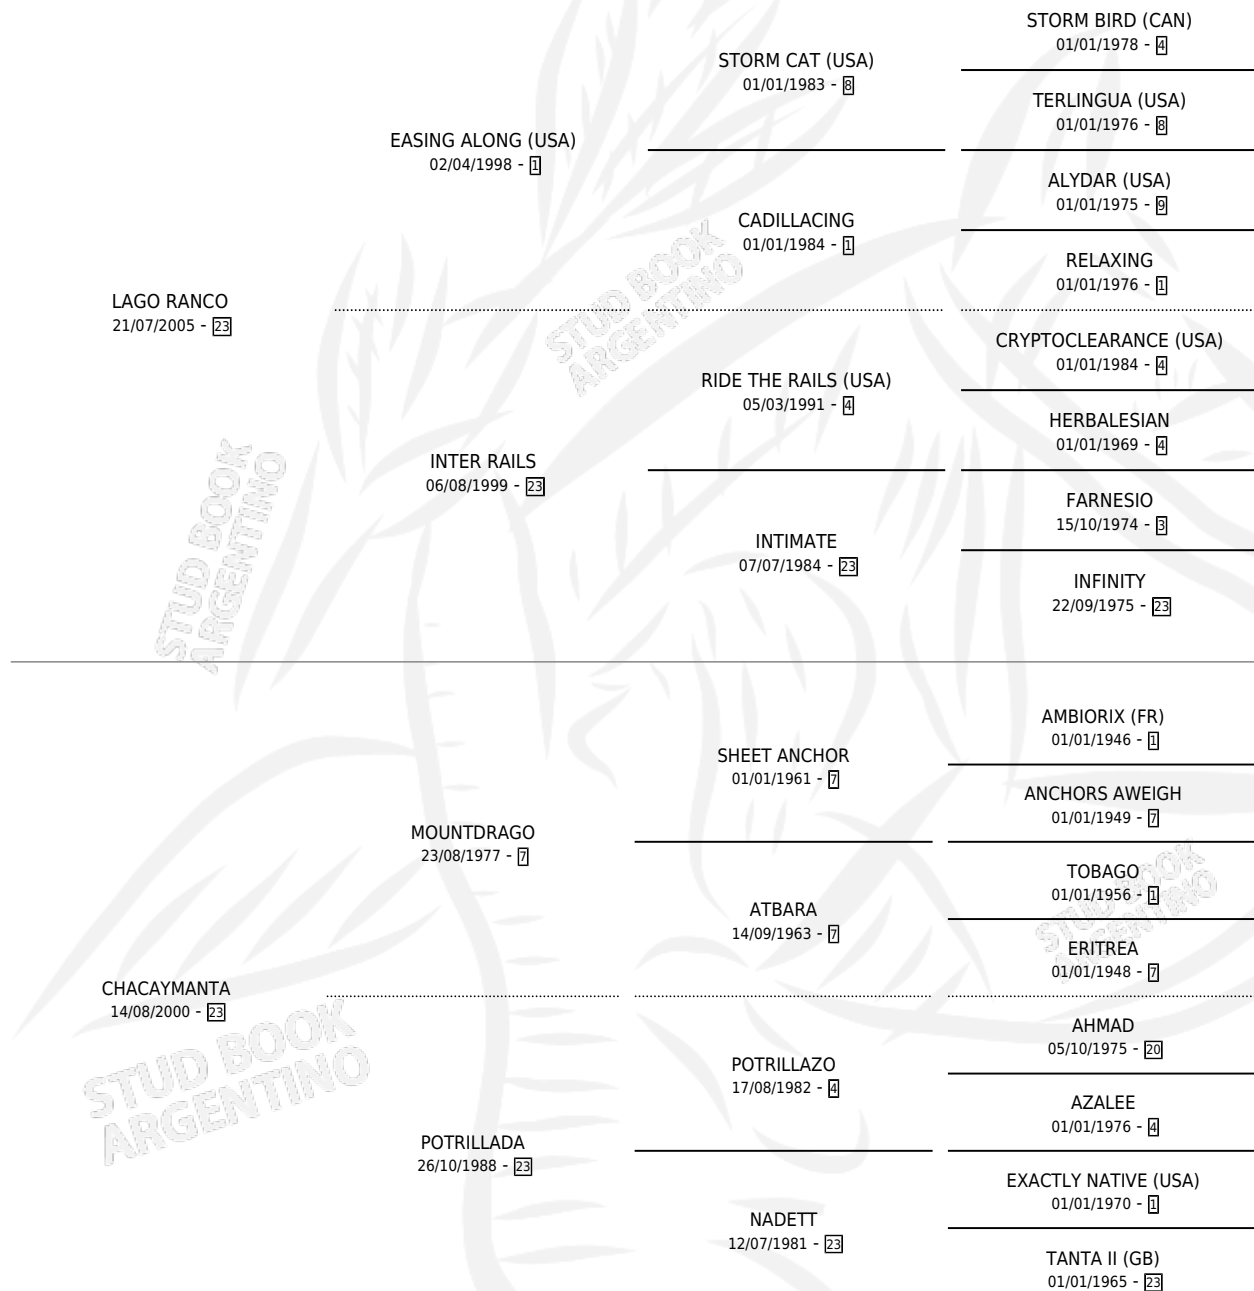 STORM BIRD (CAN)
01/01/1978 - 4
STORM CAT (USA)
01/01/1983 - 8
TERLINGUA (USA)
01/01/1976 - 8
EASING ALONG (USA)
02/04/1998 - 1
ALYDAR (USA)
01/01/1975 - 9
CADILLACING
01/01/1984 - 1
RELAXING
01/01/1976 - 1
LAGO RANCO
21/07/2005 - 23
CRYPTOCLEARANCE (USA)
01/01/1984 - 4
RIDE THE RAILS (USA)
05/03/1991 - 4
HERBALESIAN
01/01/1969 - 4
INTER RAILS
06/08/1999 - 23
FARNESIO
15/10/1974 - 3
INTIMATE
07/07/1984 - 23
INFINITY
22/09/1975 - 23
AMBIORIX (FR)
01/01/1946 - 1
SHEET ANCHOR
01/01/1961 - 7
ANCHORS AWEIGH
01/01/1949 - 7
MOUNTDRAGO
23/08/1977 - 7
TOBAGO
01/01/1956 - 1
ATBARA
14/09/1963 - 7
ERITREA
01/01/1948 - 7
CHACAYMANTA
14/08/2000 - 23
AHMAD
05/10/1975 - 20
POTRILLAZO
17/08/1982 - 4
AZALEE
01/01/1976 - 4
POTRILLADA
26/10/1988 - 23
EXACTLY NATIVE (USA)
01/01/1970 - 1
NADETT
12/07/1981 - 23
TANTA II (GB)
01/01/1965 - 23
STUD BOOK
ARGENTINO
STUD BOOK
ARGENTINO
STUD BOOK
ARGENTINO
STUD BOOK
ARGENTINO